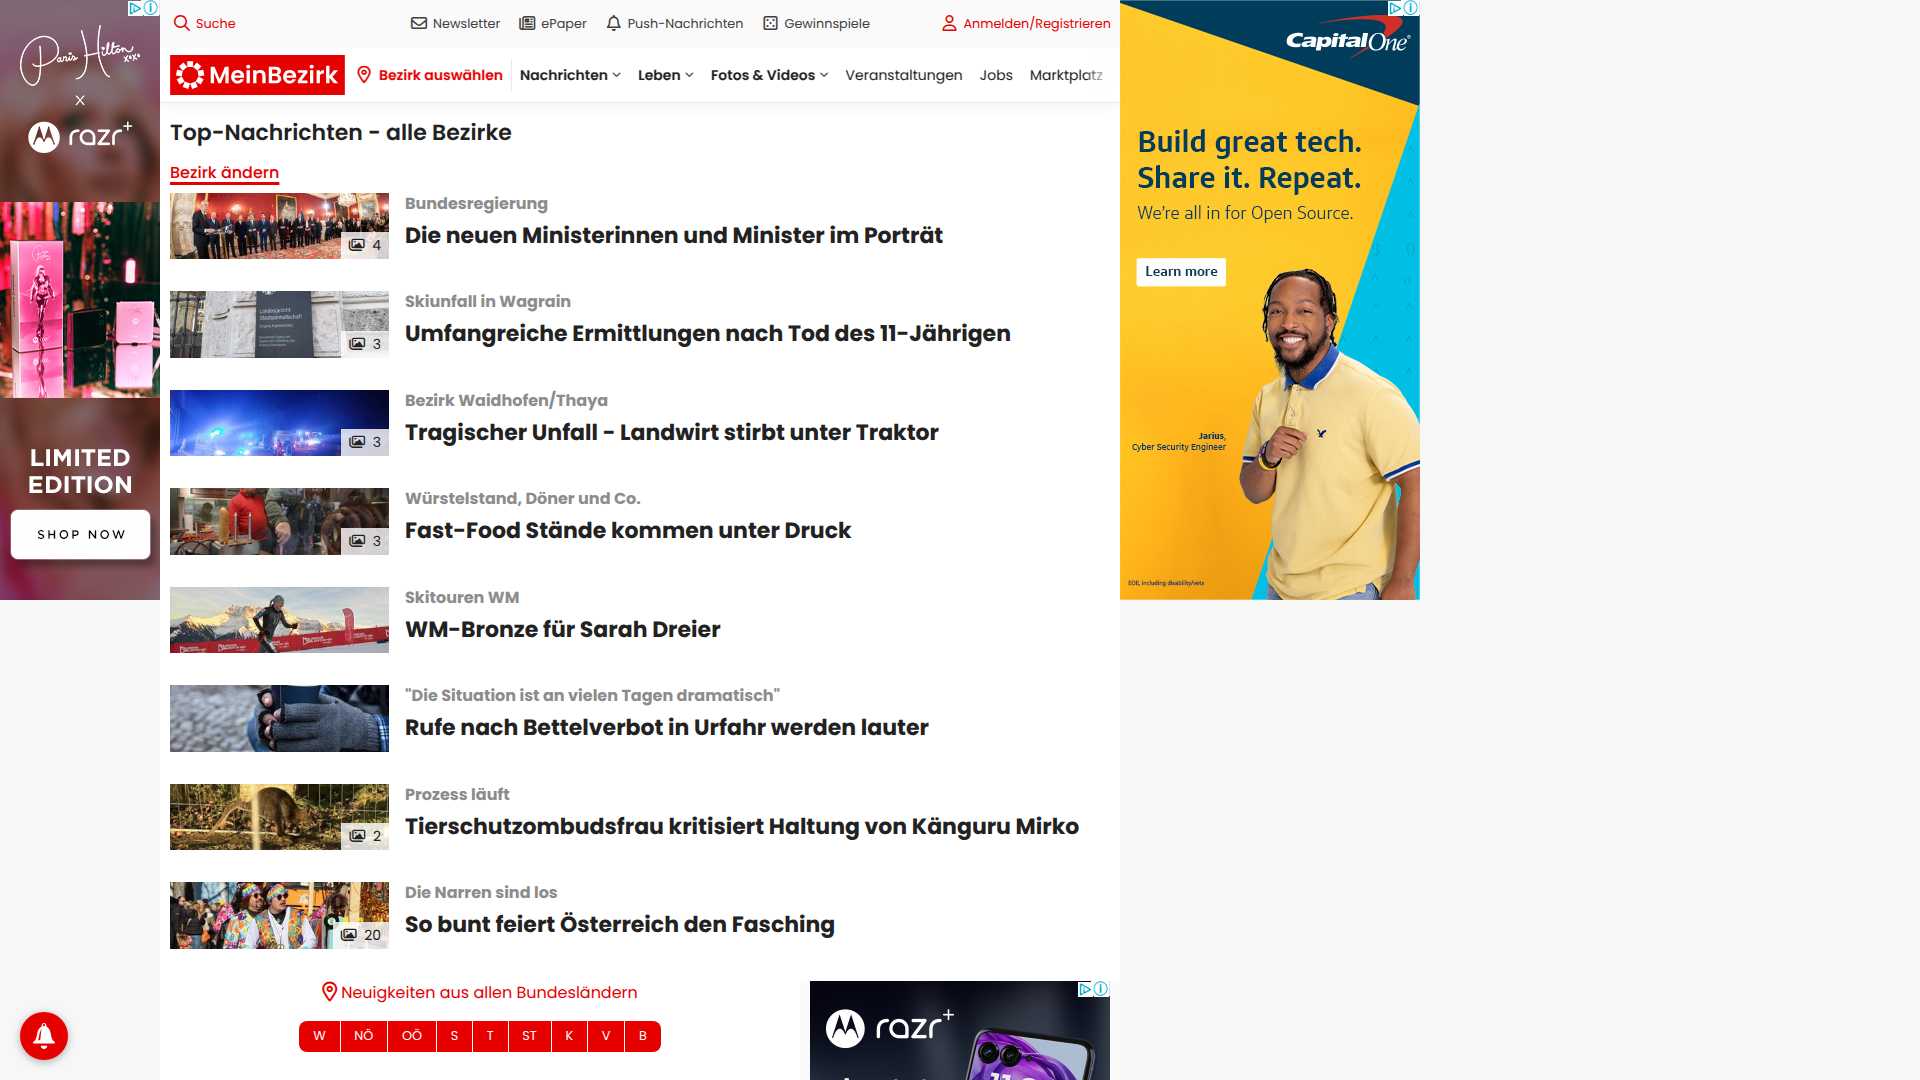 Paris Hilton
xoxo
X
razr+
LIMITED
EDITION
SHOP NOW
Suche
Newsletter
ePaper
Push-Nachrichten
Gewinnspiele
Anmelden/Registrieren
MeinBezirk
Bezirk auswählen
Nachrichten
Leben
Fotos & Videos
Veranstaltungen
Jobs
Marktplatz
Top-Nachrichten - alle Bezirke
Bezirk ändern
4
Bundesregierung
Die neuen Ministerinnen und Minister im Porträt
3
Skiunfall in Wagrain
Umfangreiche Ermittlungen nach Tod des 11-Jährigen
3
Bezirk Waidhofen/Thaya
Tragischer Unfall - Landwirt stirbt unter Traktor
3
Würstelstand, Döner und Co.
Fast-Food Stände kommen unter Druck
Skitouren WM
WM-Bronze für Sarah Dreier
"Die Situation ist an vielen Tagen dramatisch"
Rufe nach Bettelverbot in Urfahr werden lauter
2
Prozess läuft
Tierschutzombudsfrau kritisiert Haltung von Känguru Mirko
20
Die Narren sind los
So bunt feiert Österreich den Fasching
Neuigkeiten aus allen Bundesländern
W
NÖ
OÖ
S
T
ST
K
V
B
razr+
Capital One
Build great tech.
Share it. Repeat.
We're all in for Open Source.
Learn more
Jarius,
Cyber Security Engineer
EOE, including disability/vets